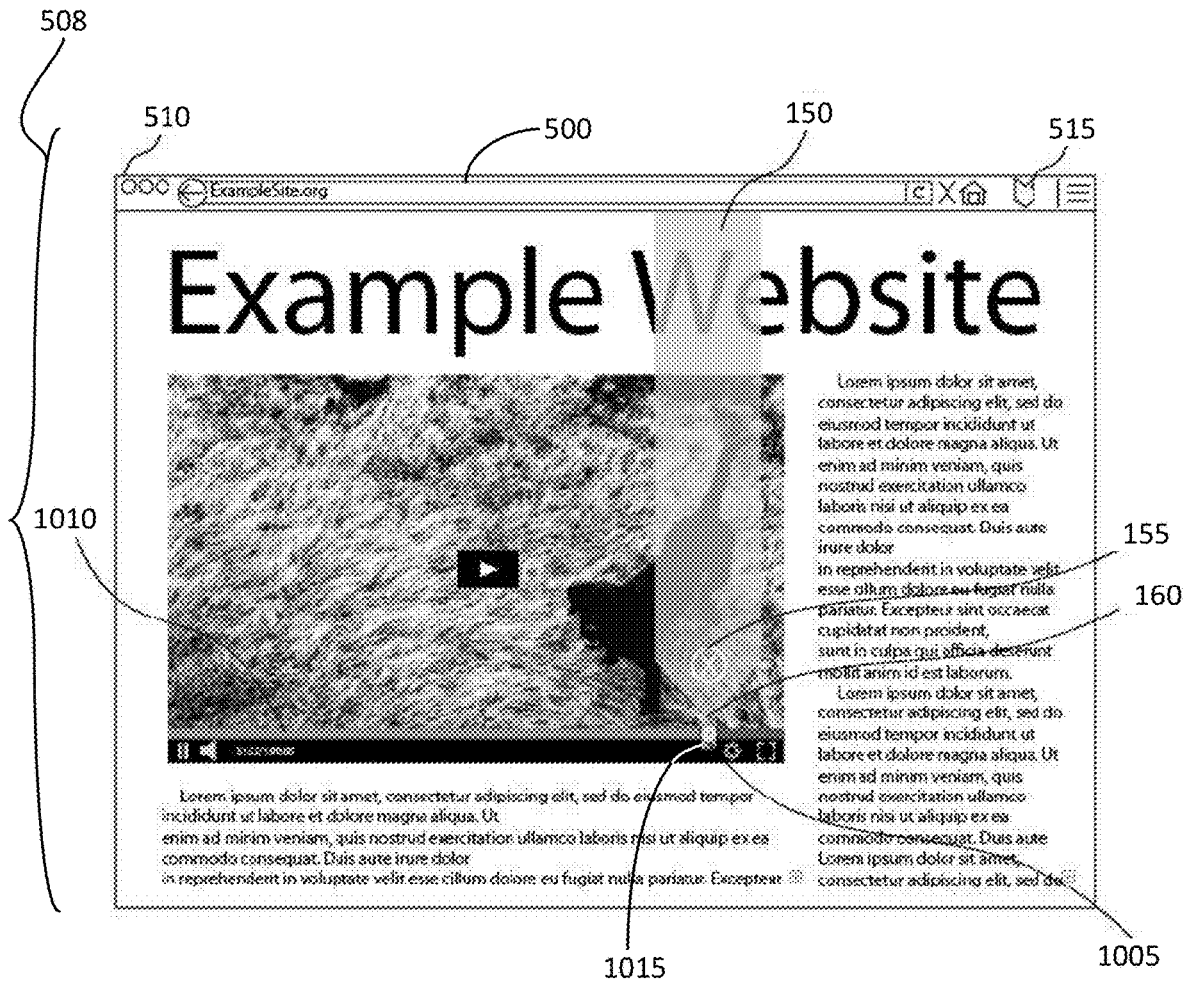 508
510
500
150
515
ExampleSite.org
Example Website
Lorem ipsum dolor sit amet,
consectetur adipiscing elit, sed do
eiusmod tempor incididunt ut
labore et dolore magna aliqua. Ut
enim ad minim veniam, quis
nostrud exercitation ullamco
laboris nisi ut aliquip ex ea
commodo consequat. Duis aute
irure dolor
in reprehenderit in voluptate velit
esse cillum dolore eu fugiat nulla
pariatur. Excepteur sint occaecat
cupidatat non proident,
sunt in culpa qui officia deserunt
mollit anim id est laborum.
Lorem ipsum dolor sit amet,
consectetur adipiscing elit, sed do
eiusmod tempor incididunt ut
labore et dolore magna aliqua. Ut
enim ad minim veniam, quis
nostrud exercitation ullamco
laboris nisi ut aliquip ex ea
commodo consequat. Duis aute
Lorem ipsum dolor sit amet,
consectetur adipiscing elit, sed do
1010
155
160
Lorem ipsum dolor sit amet, consectetur adipiscing elit, sed do eiusmod tempor
incididunt ut labore et dolore magna aliqua. Ut
enim ad minim veniam, quis nostrud exercitation ullamco laboris nisi ut aliquip ex ea
commodo consequat. Duis aute irure dolor
in reprehenderit in voluptate velit esse cillum dolore eu fugiat nulla pariatur. Excepteur
1015
1005